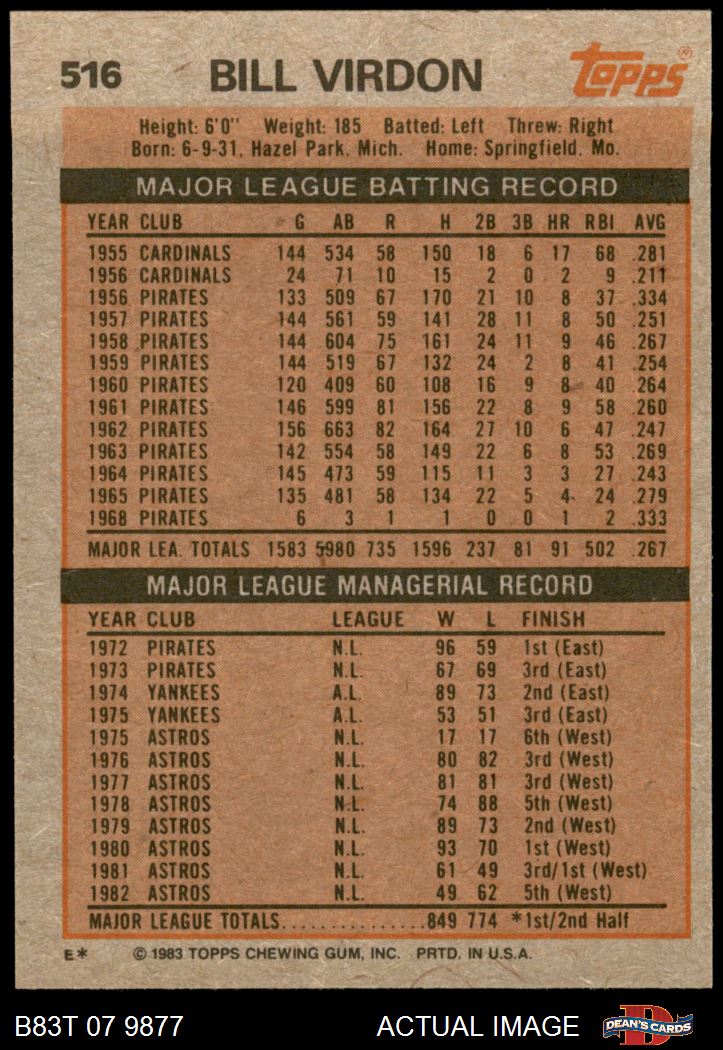 516 BILL VIRDON Topps®
Height: 6'0" Weight: 185 Batted: Left Threw: Right
Born: 6-9-31, Hazel Park, Mich. Home: Springfield, Mo.
MAJOR LEAGUE BATTING RECORD
YEAR CLUB G AB R H 2B 3B HR RBI AVG
1955 CARDINALS 144 534 58 150 18 6 17 68 .281
1956 CARDINALS 24 71 10 15 2 0 2 9 .211
1956 PIRATES 133 509 67 170 21 10 8 37 .334
1957 PIRATES 144 561 59 141 28 11 8 50 .251
1958 PIRATES 144 604 75 161 24 11 9 46 .267
1959 PIRATES 144 519 67 132 24 2 8 41 .254
1960 PIRATES 120 409 60 108 16 9 8 40 .264
1961 PIRATES 146 599 81 156 22 8 9 58 .260
1962 PIRATES 156 663 82 164 27 10 6 47 .247
1963 PIRATES 142 554 58 149 22 6 8 53 .269
1964 PIRATES 145 473 59 115 11 3 3 27 .243
1965 PIRATES 135 481 58 134 22 5 4 24 .279
1968 PIRATES 6 3 1 1 0 0 1 2 .333
MAJOR LEA. TOTALS 1583 5980 735 1596 237 81 91 502 .267
MAJOR LEAGUE MANAGERIAL RECORD
YEAR CLUB LEAGUE W L FINISH
1972 PIRATES N.L. 96 59 1st (East)
1973 PIRATES N.L. 67 69 3rd (East)
1974 YANKEES A.L. 89 73 2nd (East)
1975 YANKEES A.L. 53 51 3rd (East)
1975 ASTROS N.L. 17 17 6th (West)
1976 ASTROS N.L. 80 82 3rd (West)
1977 ASTROS N.L. 81 81 3rd (West)
1978 ASTROS N.L. 74 88 5th (West)
1979 ASTROS N.L. 89 73 2nd (West)
1980 ASTROS N.L. 93 70 1st (West)
1981 ASTROS N.L. 61 49 3rd/1st (West)
1982 ASTROS N.L. 49 62 5th (West)
MAJOR LEAGUE TOTALS...............849 774 *1st/2nd Half
E* © 1983 TOPPS CHEWING GUM, INC. PRTD. IN U.S.A.
B83T 07 9877 ACTUAL IMAGE D DEAN'S CARDS